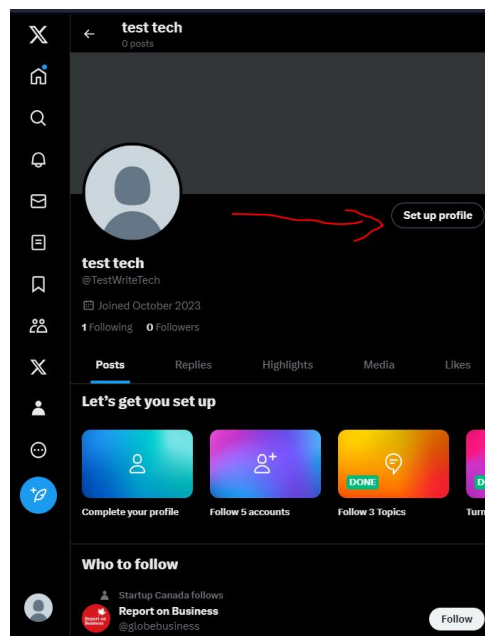 test tech
0 posts
Set up profile
test tech
@TestWriteTech
Joined October 2023
1 Following 0 Followers
Posts Replies Highlights Media Likes
Let's get you set up
DONE
Complete your profile Follow 5 accounts Follow 3 Topics Turn
Who to follow
Startup Canada follows
Report on Business
@globebusiness
Follow